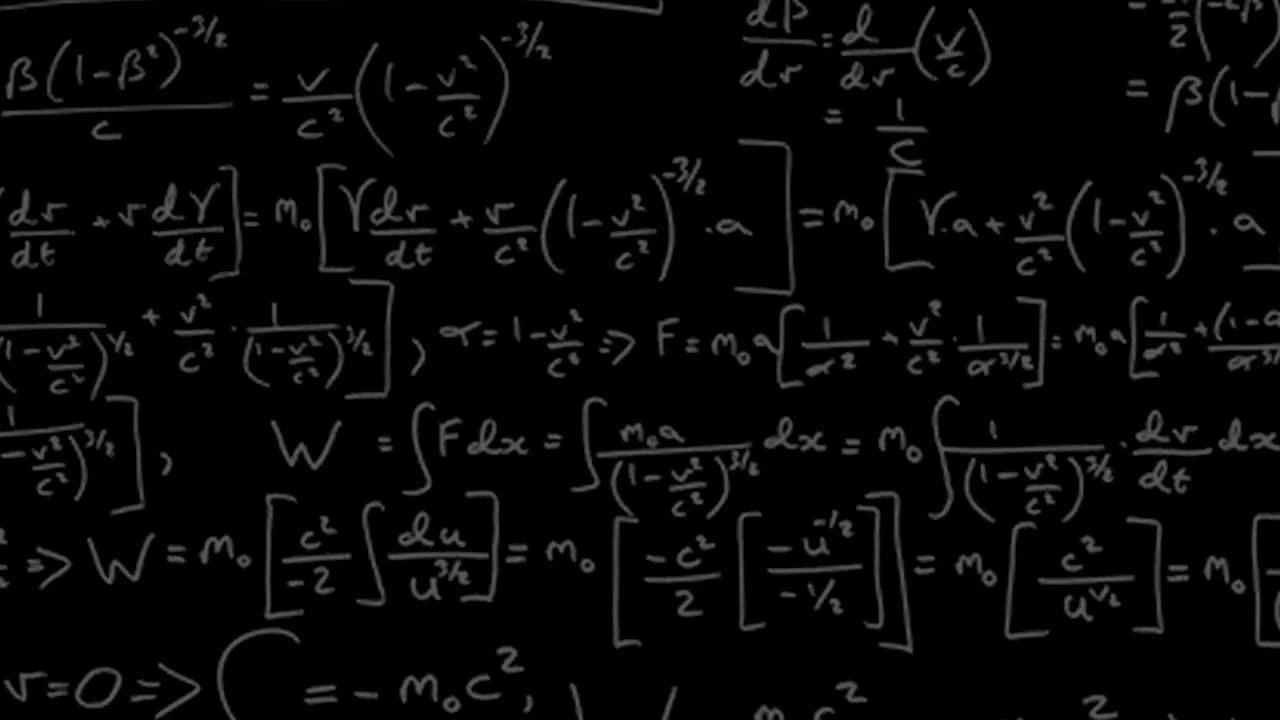 β(1-β²)^(-3/2) / c = v/c² (1 - v²/c²)^(-3/2)
dβ/dv = d/dv (v/c)
= 1/c
= β(1-β
dv/dt + v dγ/dt] = m₀[γ dv/dt + v/c² (1 - v²/c²)^(-3/2) . a] = m₀[γ.a + v²/c² (1 - v²/c²)^(-3/2) . a
1/(1 - v²/c²)^(1/2) + v²/c² . 1/(1 - v²/c²)^(3/2)], α = 1 - v²/c² => F = m₀a[1/α² + v²/c² . 1/α^(3/2)] = m₀a[1/α² + (1-α/α^(3/2)
1/(- v²/c²)^(3/2)], W = ∫F dx = ∫ m₀a/(1 - v²/c²)^(3/2) dx = m₀ ∫ 1/(1 - v²/c²)^(3/2) . dv/dt dx
=> W = m₀[c²/-2 ∫ du/u^(3/2)] = m₀[-c²/2 [-u^(-1/2)/-1/2]] = m₀[c²/u^(1/2)] = m₀[
v=0 => C = - m₀c²,